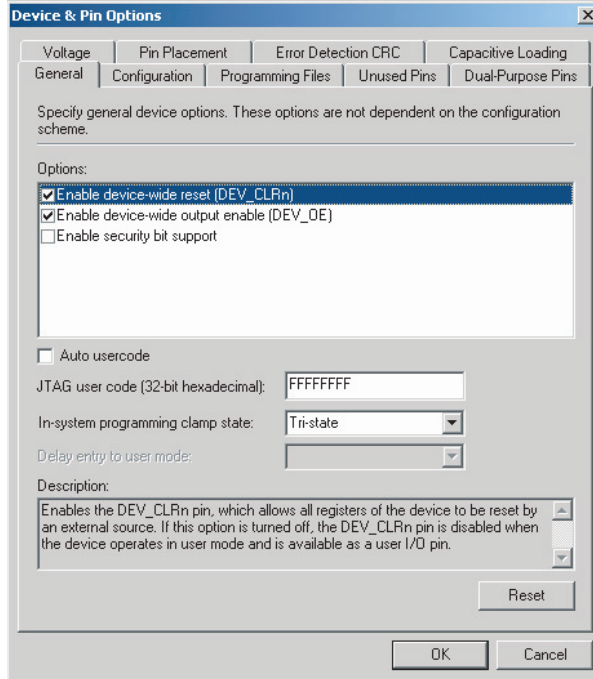 Device & Pin Options
Voltage Pin Placement Error Detection CRC Capacitive Loading
General Configuration Programming Files Unused Pins Dual-Purpose Pins
Specify general device options. These options are not dependent on the configuration
scheme.
Options:
Enable device-wide reset (DEV_CLRn)
Enable device-wide output enable (DEV_OE)
Enable security bit support
Auto usercode
JTAG user code (32-bit hexadecimal): FFFFFFFF
In-system programming clamp state: Tri-state
Delay entry to user mode:
Description:
Enables the DEV_CLRn pin, which allows all registers of the device to be reset by
an external source. If this option is turned off, the DEV_CLRn pin is disabled when
the device operates in user mode and is available as a user I/O pin.
Reset
OK Cancel